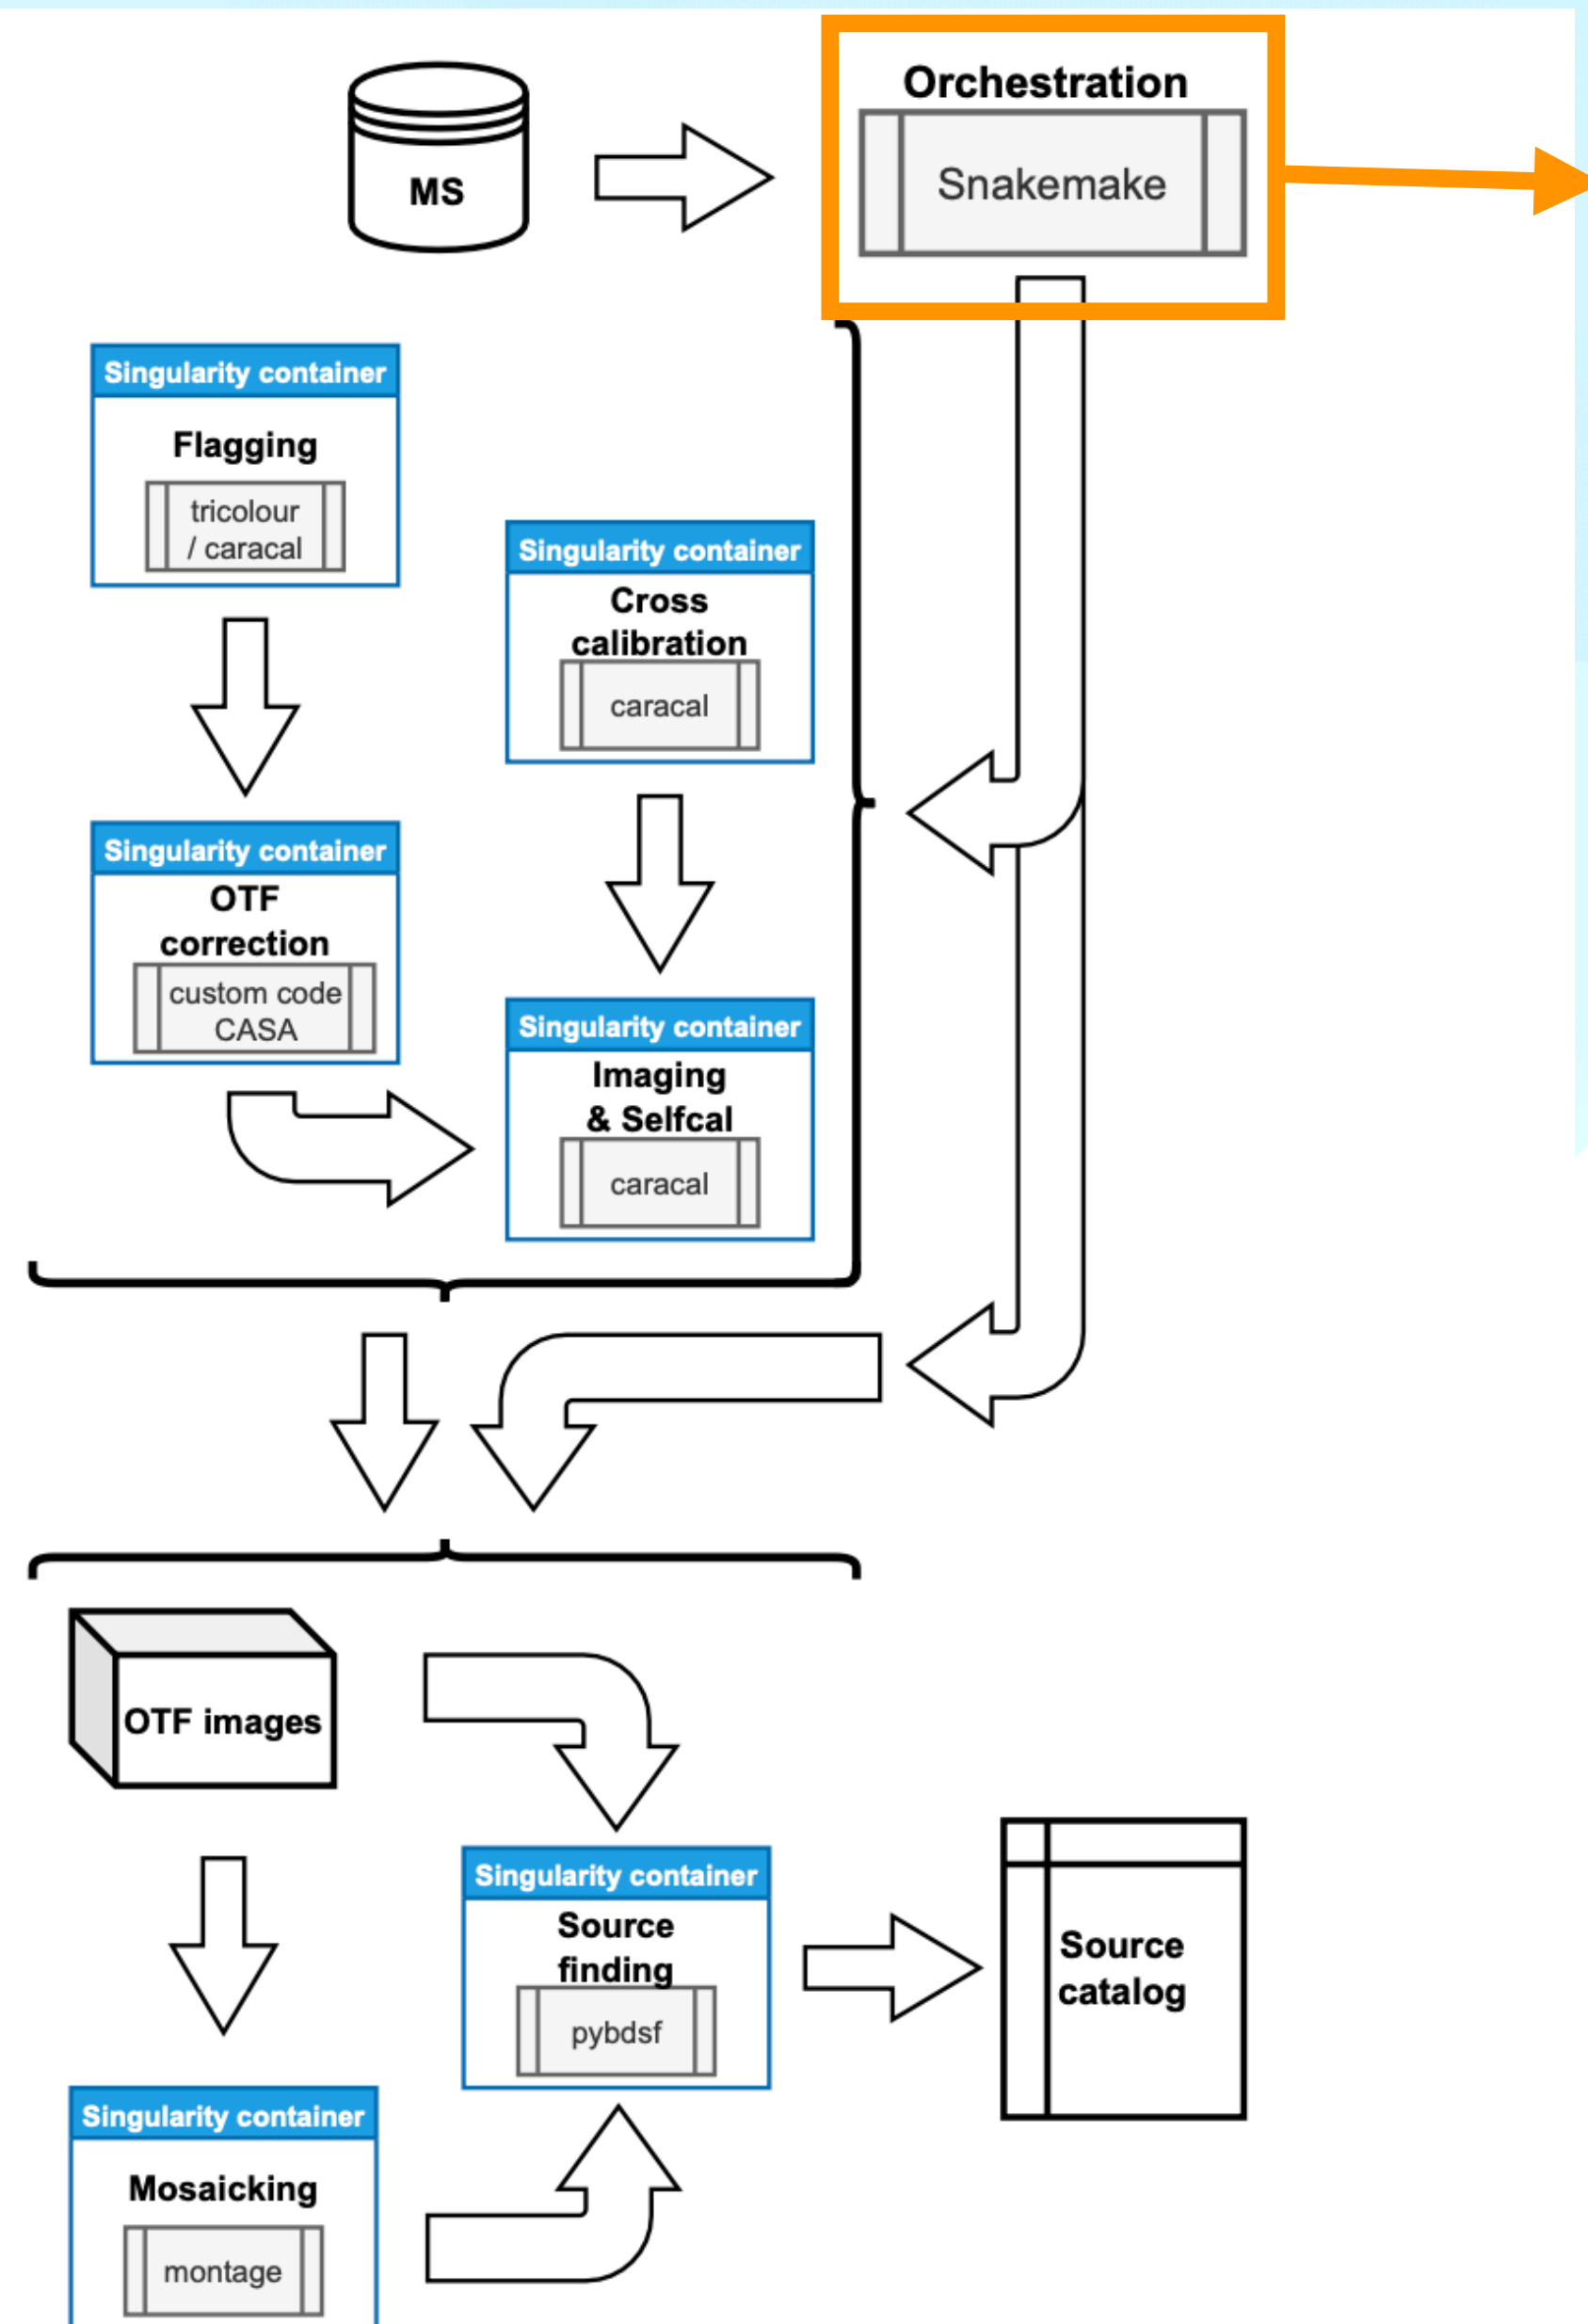 MS
Orchestration
Snakemake
Singularity container
Flagging
tricolour
/ caracal
Singularity container
Cross
calibration
caracal
Singularity container
OTF
correction
custom code
CASA
Singularity container
Imaging
& Selfcal
caracal
OTF images
Singularity container
Source
finding
pybdsf
Source
catalog
Singularity container
Mosaicking
montage